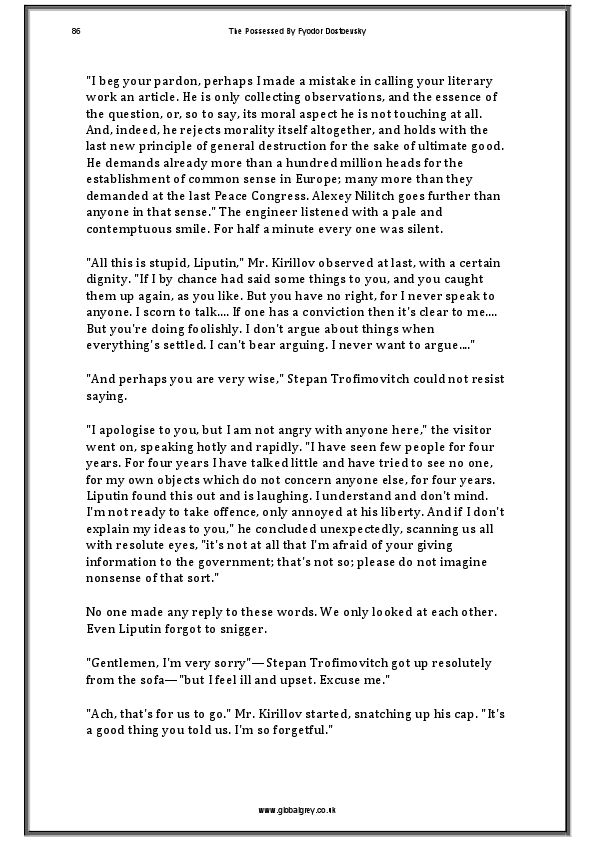 86
The Possessed By Fyodor Dostoevsky
"I beg your pardon, perhaps I made a mistake in calling your literary
work an article. He is only collecting observations, and the essence of
the question, or, so to say, its moral aspect he is not touching at all.
And, indeed, he rejects morality itself altogether, and holds with the
last new principle of general destruction for the sake of ultimate good.
He demands already more than a hundred million heads for the
establishment of common sense in Europe; many more than they
demanded at the last Peace Congress. Alexey Nilitch goes further than
anyone in that sense." The engineer listened with a pale and
contemptuous smile. For half a minute every one was silent.
"All this is stupid, Liputin," Mr. Kirillov observed at last, with a certain
dignity. "If I by chance had said some things to you, and you caught
them up again, as you like. But you have no right, for I never speak to
anyone. I scorn to talk.... If one has a conviction then it's clear to me....
But you're doing foolishly. I don't argue about things when
everything's settled. I can't bear arguing. I never want to argue...."
"And perhaps you are very wise," Stepan Trofimovitch could not resist
saying.
"I apologise to you, but I am not angry with anyone here," the visitor
went on, speaking hotly and rapidly. "I have seen few people for four
years. For four years I have talked little and have tried to see no one,
for my own objects which do not concern anyone else, for four years.
Liputin found this out and is laughing. I understand and don't mind.
I'm not ready to take offence, only annoyed at his liberty. And if I don't
explain my ideas to you," he concluded unexpectedly, scanning us all
with resolute eyes, "it's not at all that I'm afraid of your giving
information to the government; that's not so; please do not imagine
nonsense of that sort."
No one made any reply to these words. We only looked at each other.
Even Liputin forgot to snigger.
"Gentlemen, I'm very sorry"—Stepan Trofimovitch got up resolutely
from the sofa—"but I feel ill and upset. Excuse me."
"Ach, that's for us to go." Mr. Kirillov started, snatching up his cap. "It's
a good thing you told us. I'm so forgetful."
www.globalgrey.co.uk